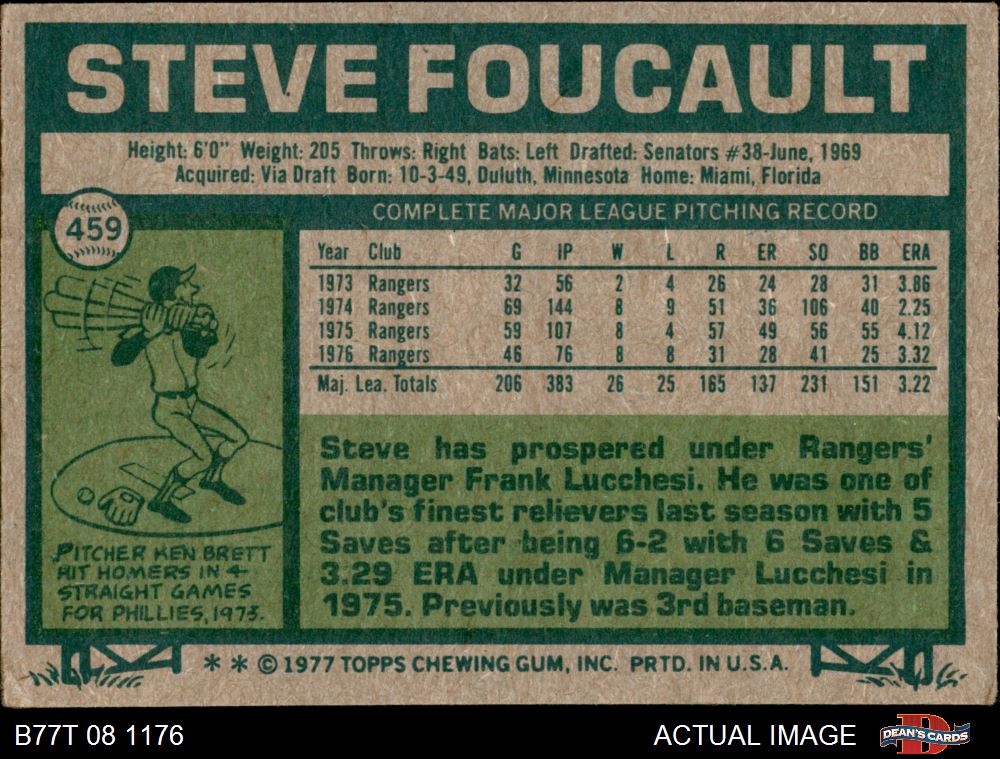 STEVE FOUCAULT
Height: 6'0" Weight: 205 Throws: Right Bats: Left Drafted: Senators #38-June, 1969
Acquired: Via Draft Born: 10-3-49, Duluth, Minnesota Home: Miami, Florida
459
COMPLETE MAJOR LEAGUE PITCHING RECORD
Year Club G IP W L R ER SO BB ERA
1973 Rangers 32 56 2 4 26 24 28 31 3.86
1974 Rangers 69 144 8 9 51 36 106 40 2.25
1975 Rangers 59 107 8 4 57 49 56 55 4.12
1976 Rangers 46 76 8 8 31 28 41 25 3.32
Maj. Lea. Totals 206 383 26 25 165 137 231 151 3.22
Steve has prospered under Rangers'
Manager Frank Lucchesi. He was one of
club's finest relievers last season with 5
Saves after being 6-2 with 6 Saves &
3.29 ERA under Manager Lucchesi in
1975. Previously was 3rd baseman.
PITCHER KEN BRETT
HIT HOMERS IN 4
STRAIGHT GAMES
FOR PHILLIES, 1973.
* * © 1977 TOPPS CHEWING GUM, INC. PRTD. IN U.S.A.
B77T 08 1176
ACTUAL IMAGE
D
DEAN'S CARDS